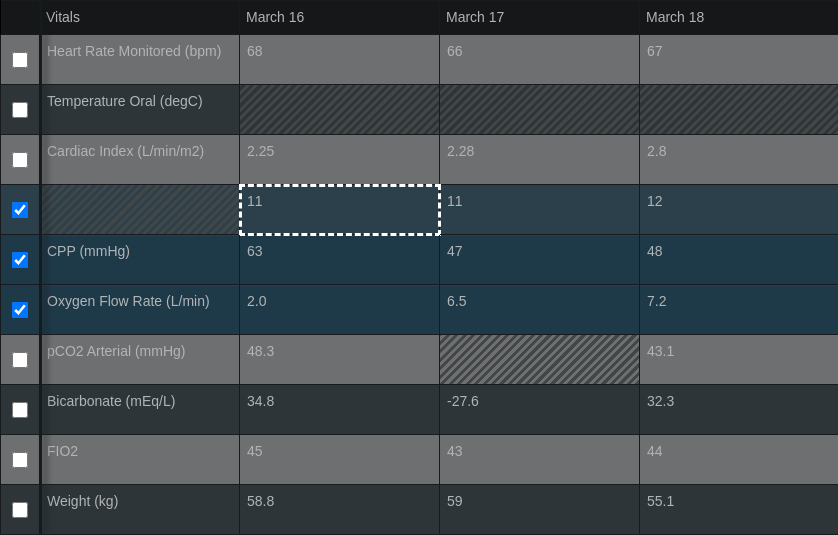 Vitals March 16 March 17 March 18
Heart Rate Monitored (bpm) 68 66 67
Temperature Oral (degC)
Cardiac Index (L/min/m2) 2.25 2.28 2.8
11 11 12
CPP (mmHg) 63 47 48
Oxygen Flow Rate (L/min) 2.0 6.5 7.2
pCO2 Arterial (mmHg) 48.3 43.1
Bicarbonate (mEq/L) 34.8 -27.6 32.3
FIO2 45 43 44
Weight (kg) 58.8 59 55.1